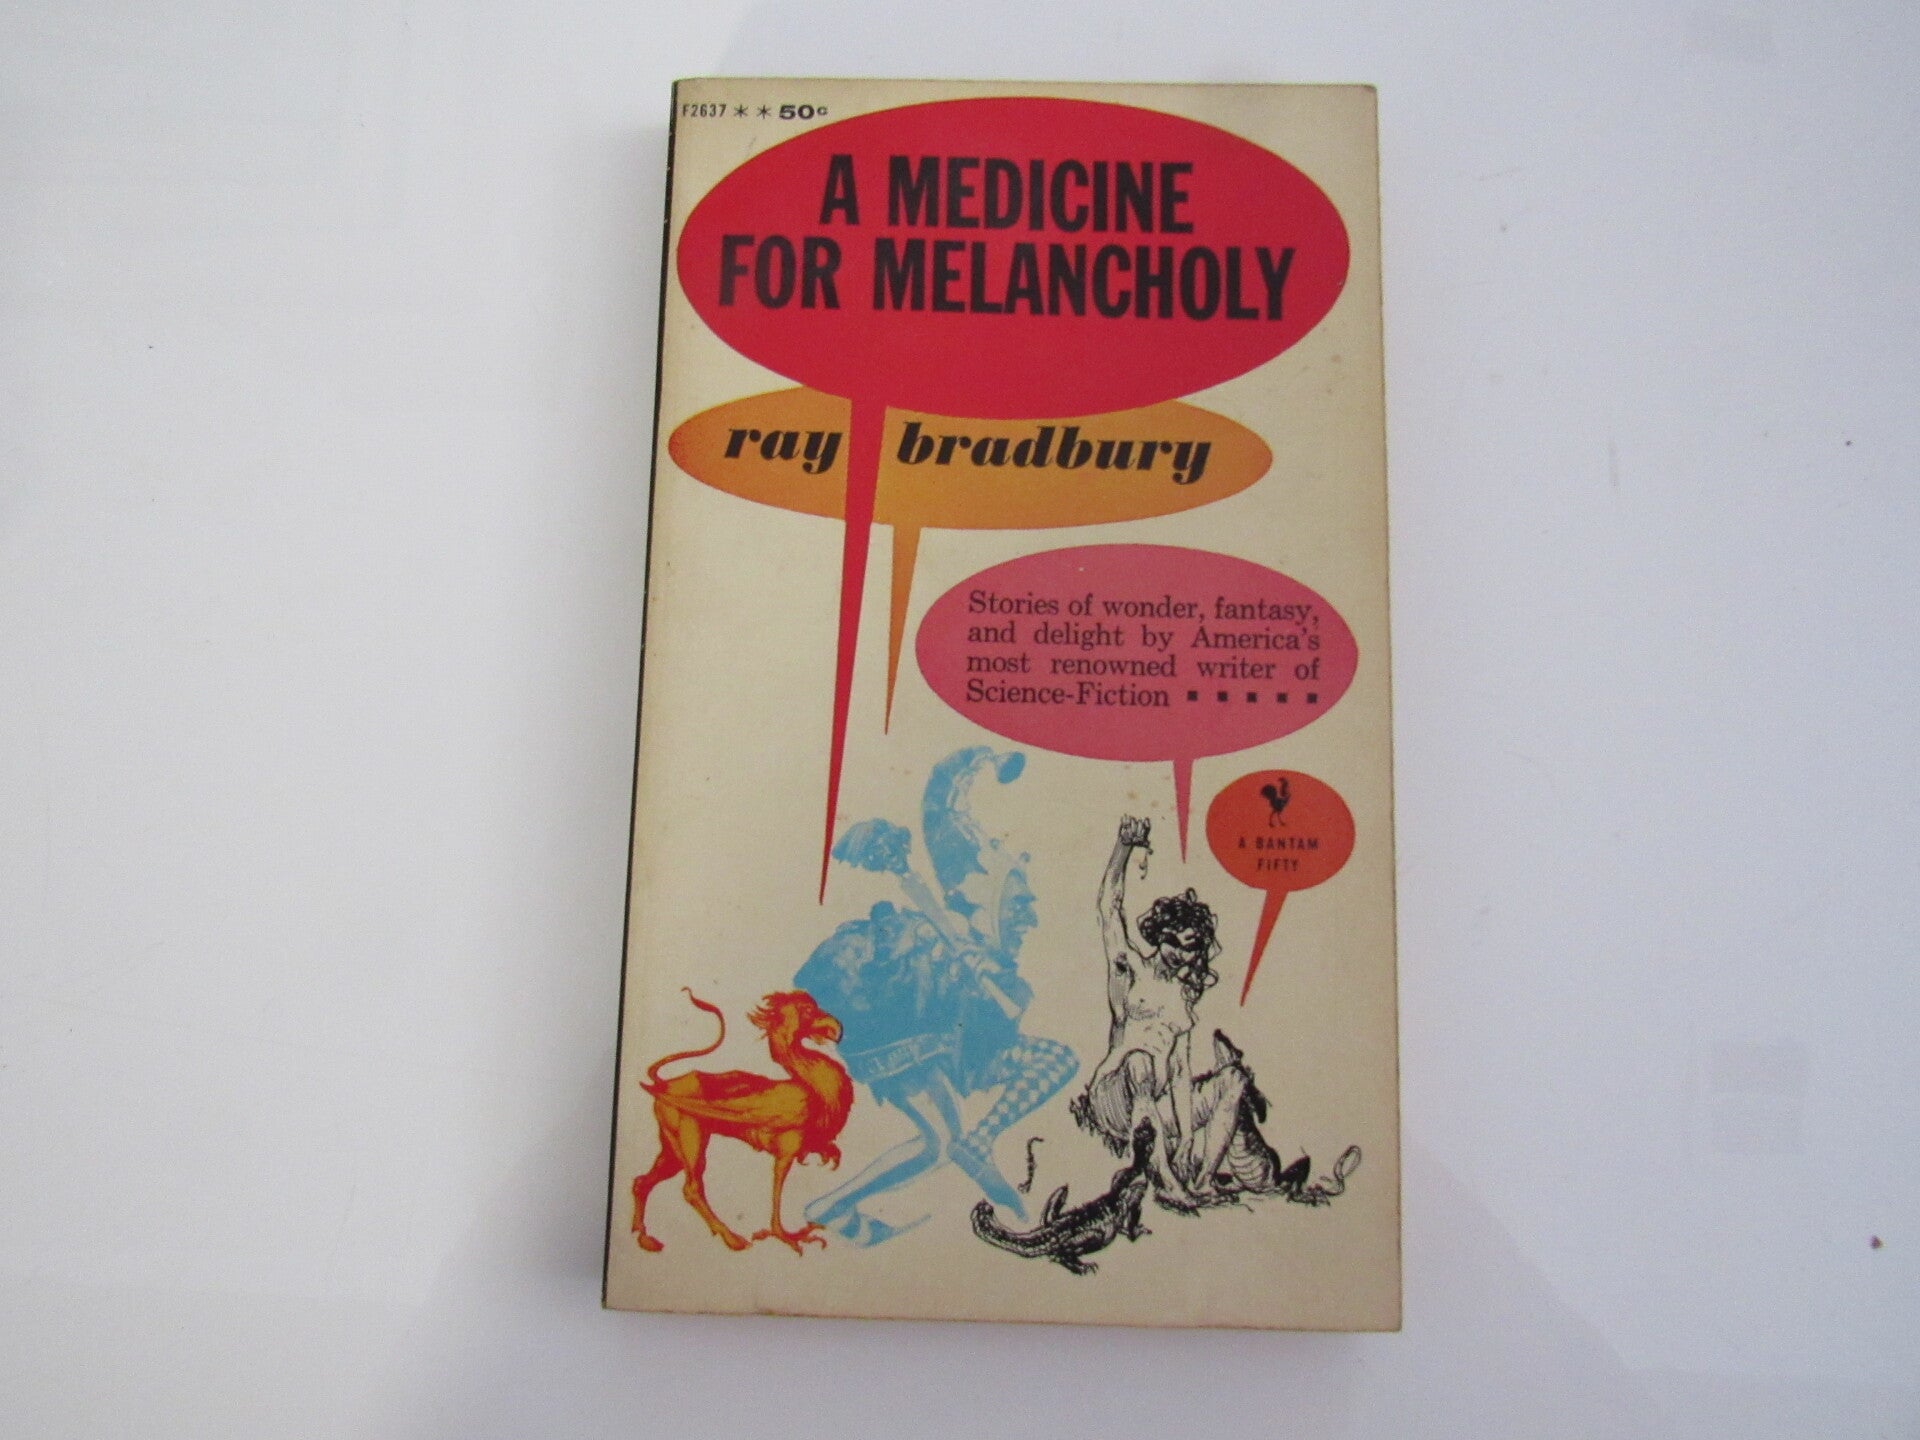 F2637 ** 50c
A MEDICINE
FOR MELANCHOLY
ray bradbury
Stories of wonder, fantasy,
and delight by America's
most renowned writer of
Science-Fiction ▪ ▪ ▪ ▪ ▪
A BANTAM
FIFTY